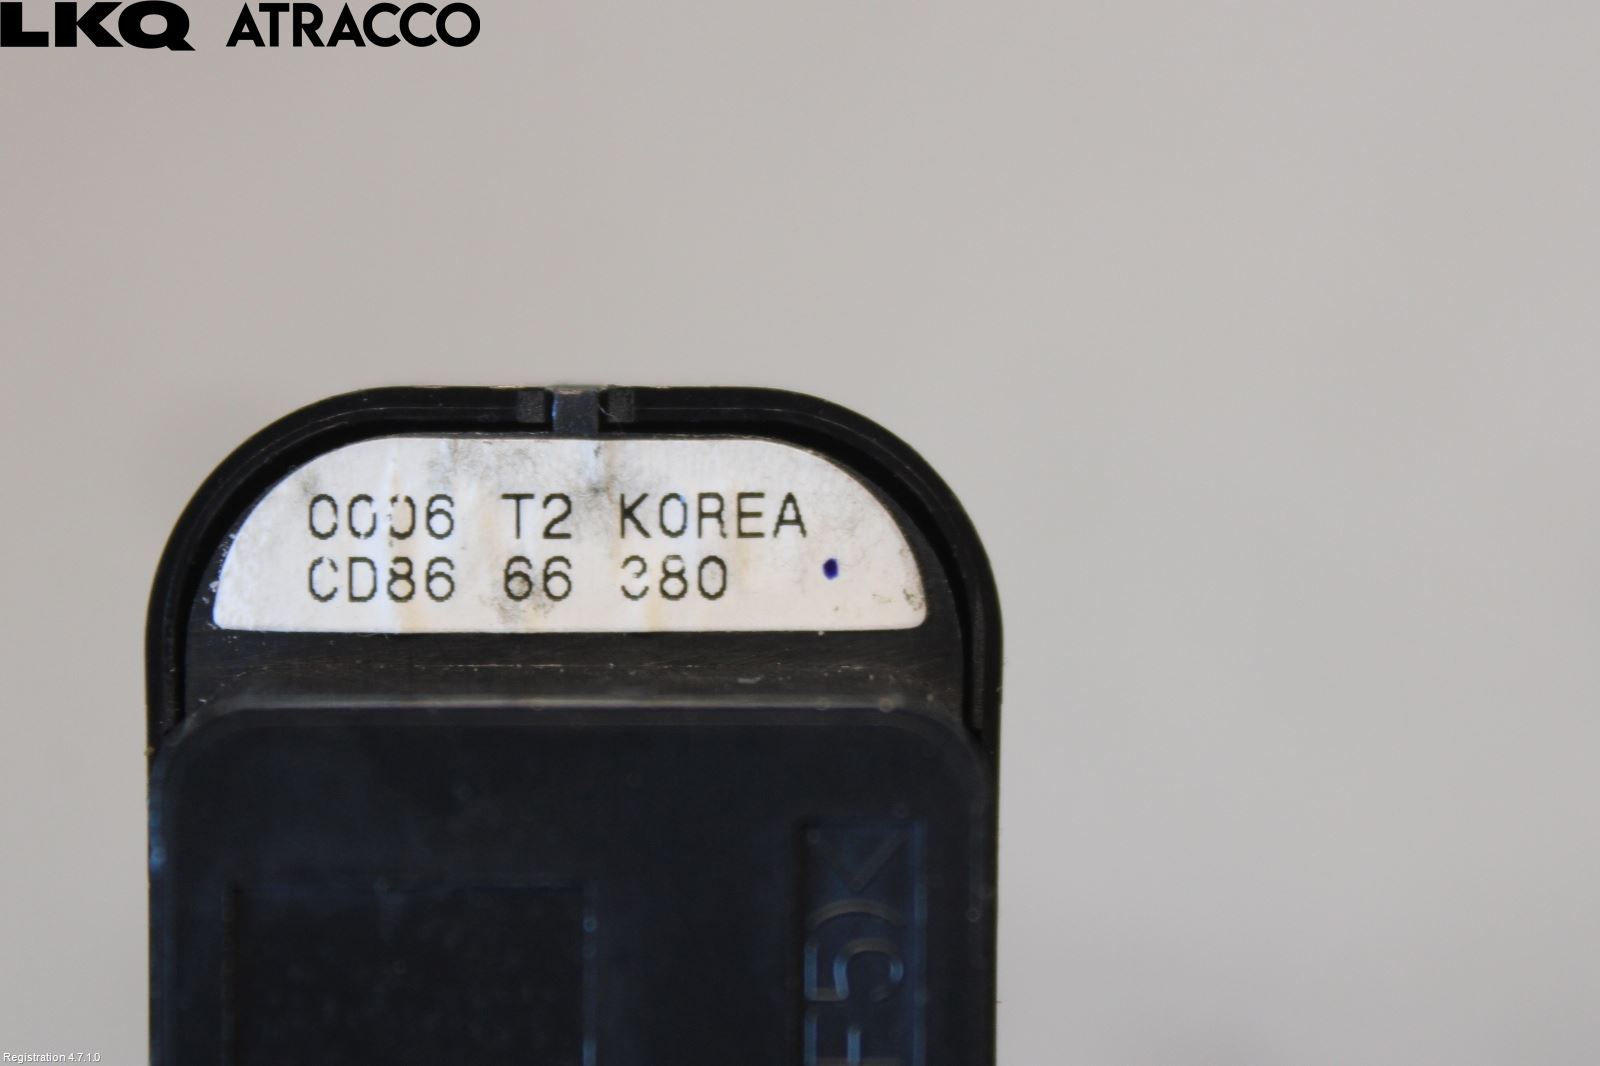 LKQ ATRACCO
0006 T2 KOREA
CD86 66 380
Registration 4.7.1.0